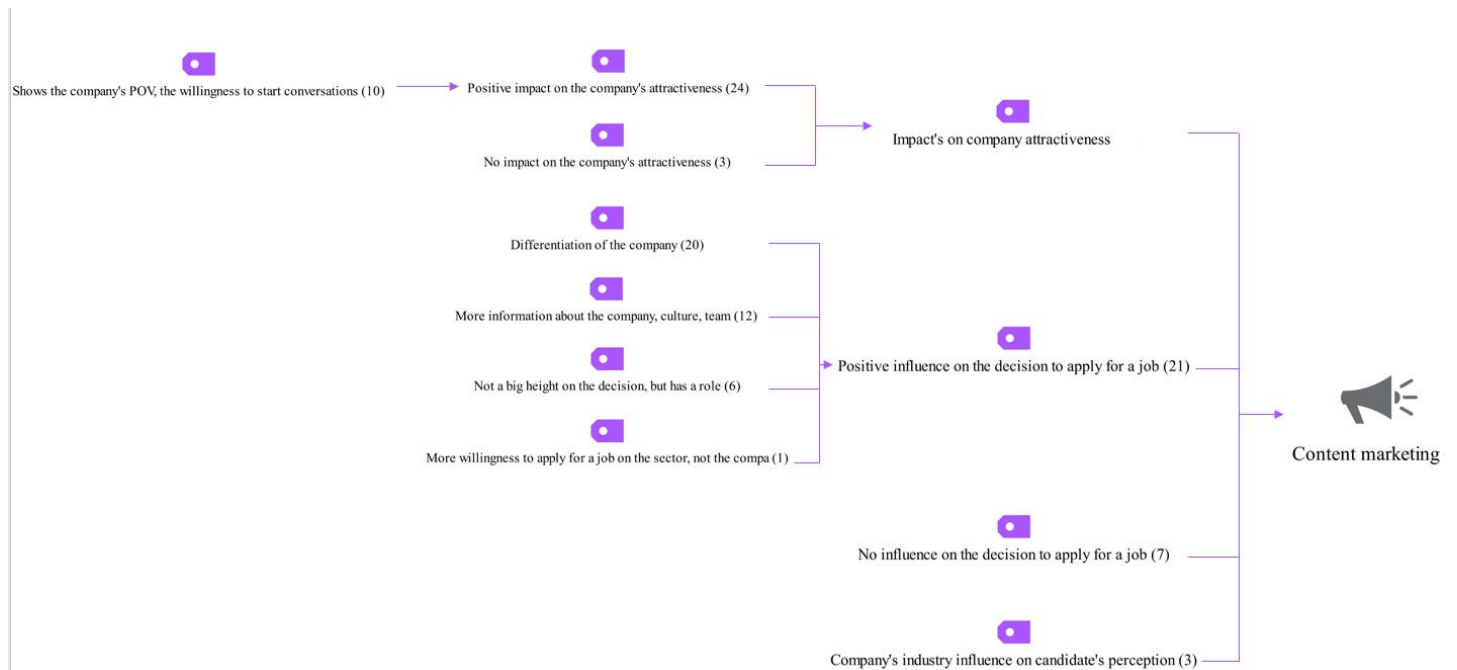 Shows the company's POV, the willingness to start conversations (10)
Positive impact on the company's attractiveness (24)
No impact on the company's attractiveness (3)
Impact's on company attractiveness
Differentiation of the company (20)
More information about the company, culture, team (12)
Not a big height on the decision, but has a role (6)
More willingness to apply for a job on the sector, not the compa (1)
Positive influence on the decision to apply for a job (21)
No influence on the decision to apply for a job (7)
Company's industry influence on candidate's perception (3)
Content marketing